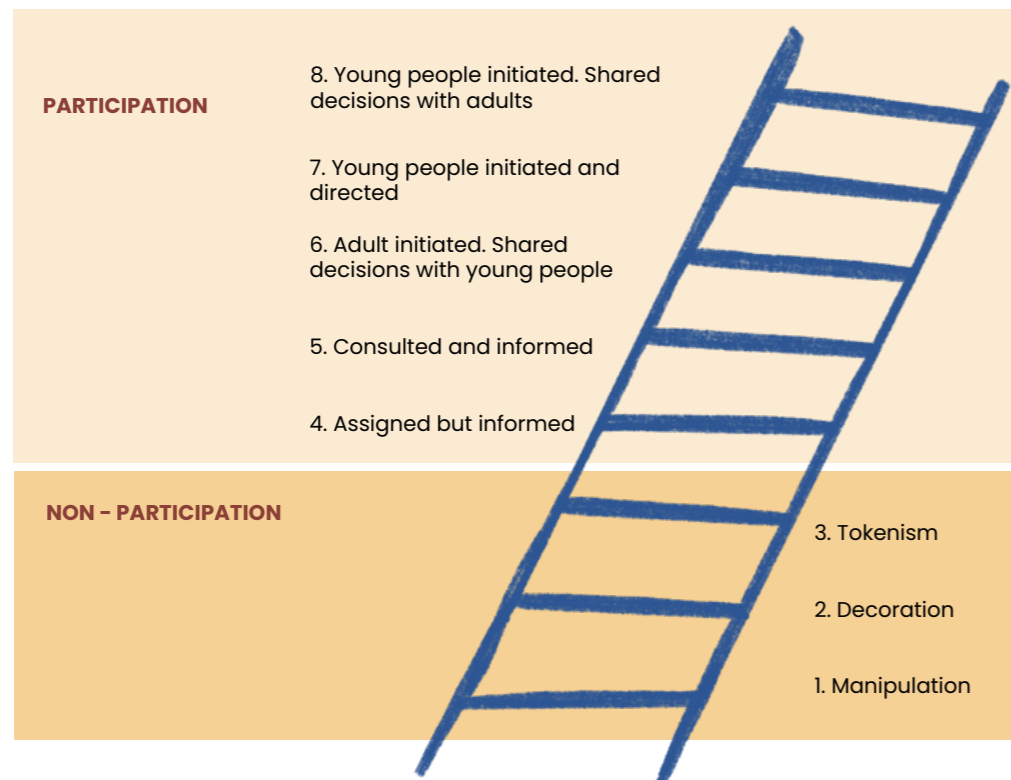 PARTICIPATION
8. Young people initiated. Shared
decisions with adults
7. Young people initiated and
directed
6. Adult initiated. Shared
decisions with young people
5. Consulted and informed
4. Assigned but informed
NON - PARTICIPATION
3. Tokenism
2. Decoration
1. Manipulation